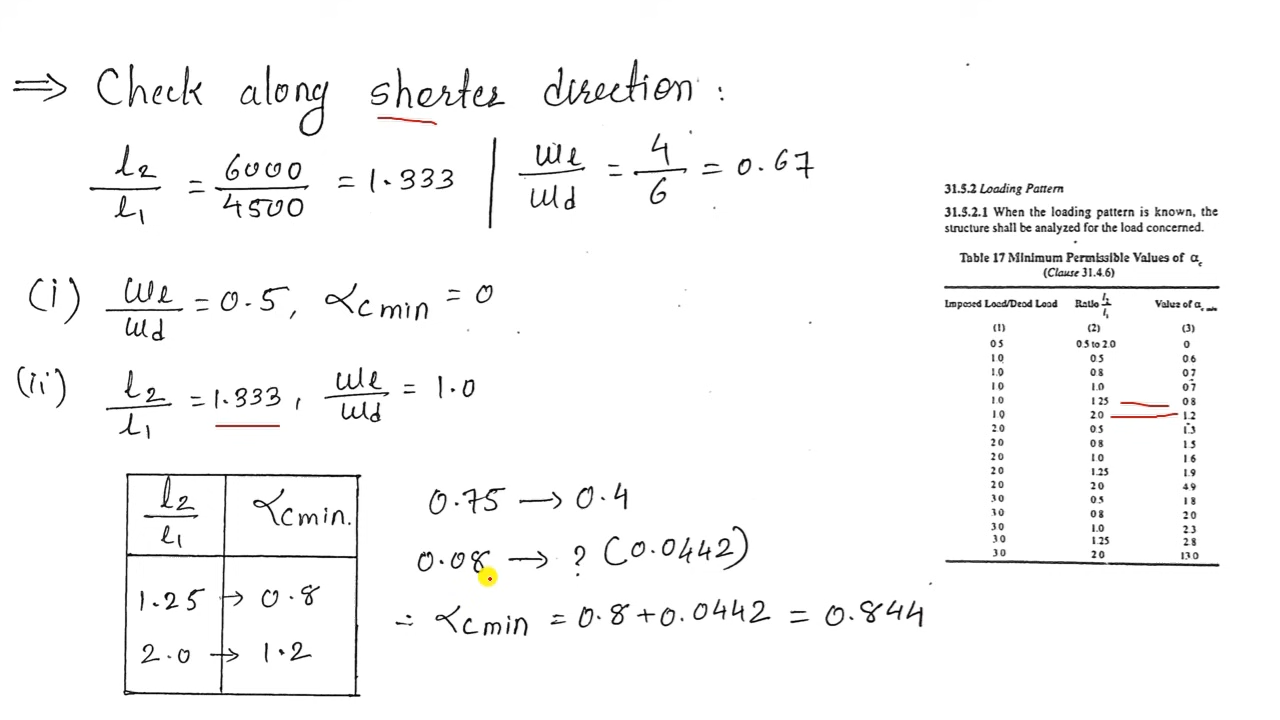 ⇒ Check along shorter direction :
l2/l1 = 6000/4500 = 1.333 | wl/wd = 4/6 = 0.67
(i) wl/wd = 0.5, αcmin = 0
(ii) l2/l1 = 1.333, wl/wd = 1.0
l2/l1 αcmin.
1.25 → 0.8
2.0 → 1.2
0.75 → 0.4
0.08 → ? (0.0442)
= αcmin = 0.8 + 0.0442 = 0.844
31.5.2 Loading Pattern
31.5.2.1 When the loading pattern is known, the
structure shall be analyzed for the load concerned.
Table 17 Minimum Permissible Values of αc
(Clause 31.4.6)
Imposed Load/Dead Load Ratio l2/l1 Value of αc min
(1) (2) (3)
0.5 0.5 to 2.0 0
1.0 0.5 0.6
1.0 0.8 0.7
1.0 1.0 0.7
1.0 1.25 0.8
1.0 2.0 1.2
2.0 0.5 1.3
2.0 0.8 1.5
2.0 1.0 1.6
2.0 1.25 1.9
2.0 2.0 4.9
3.0 0.5 1.8
3.0 0.8 2.0
3.0 1.0 2.3
3.0 1.25 2.8
3.0 2.0 13.0